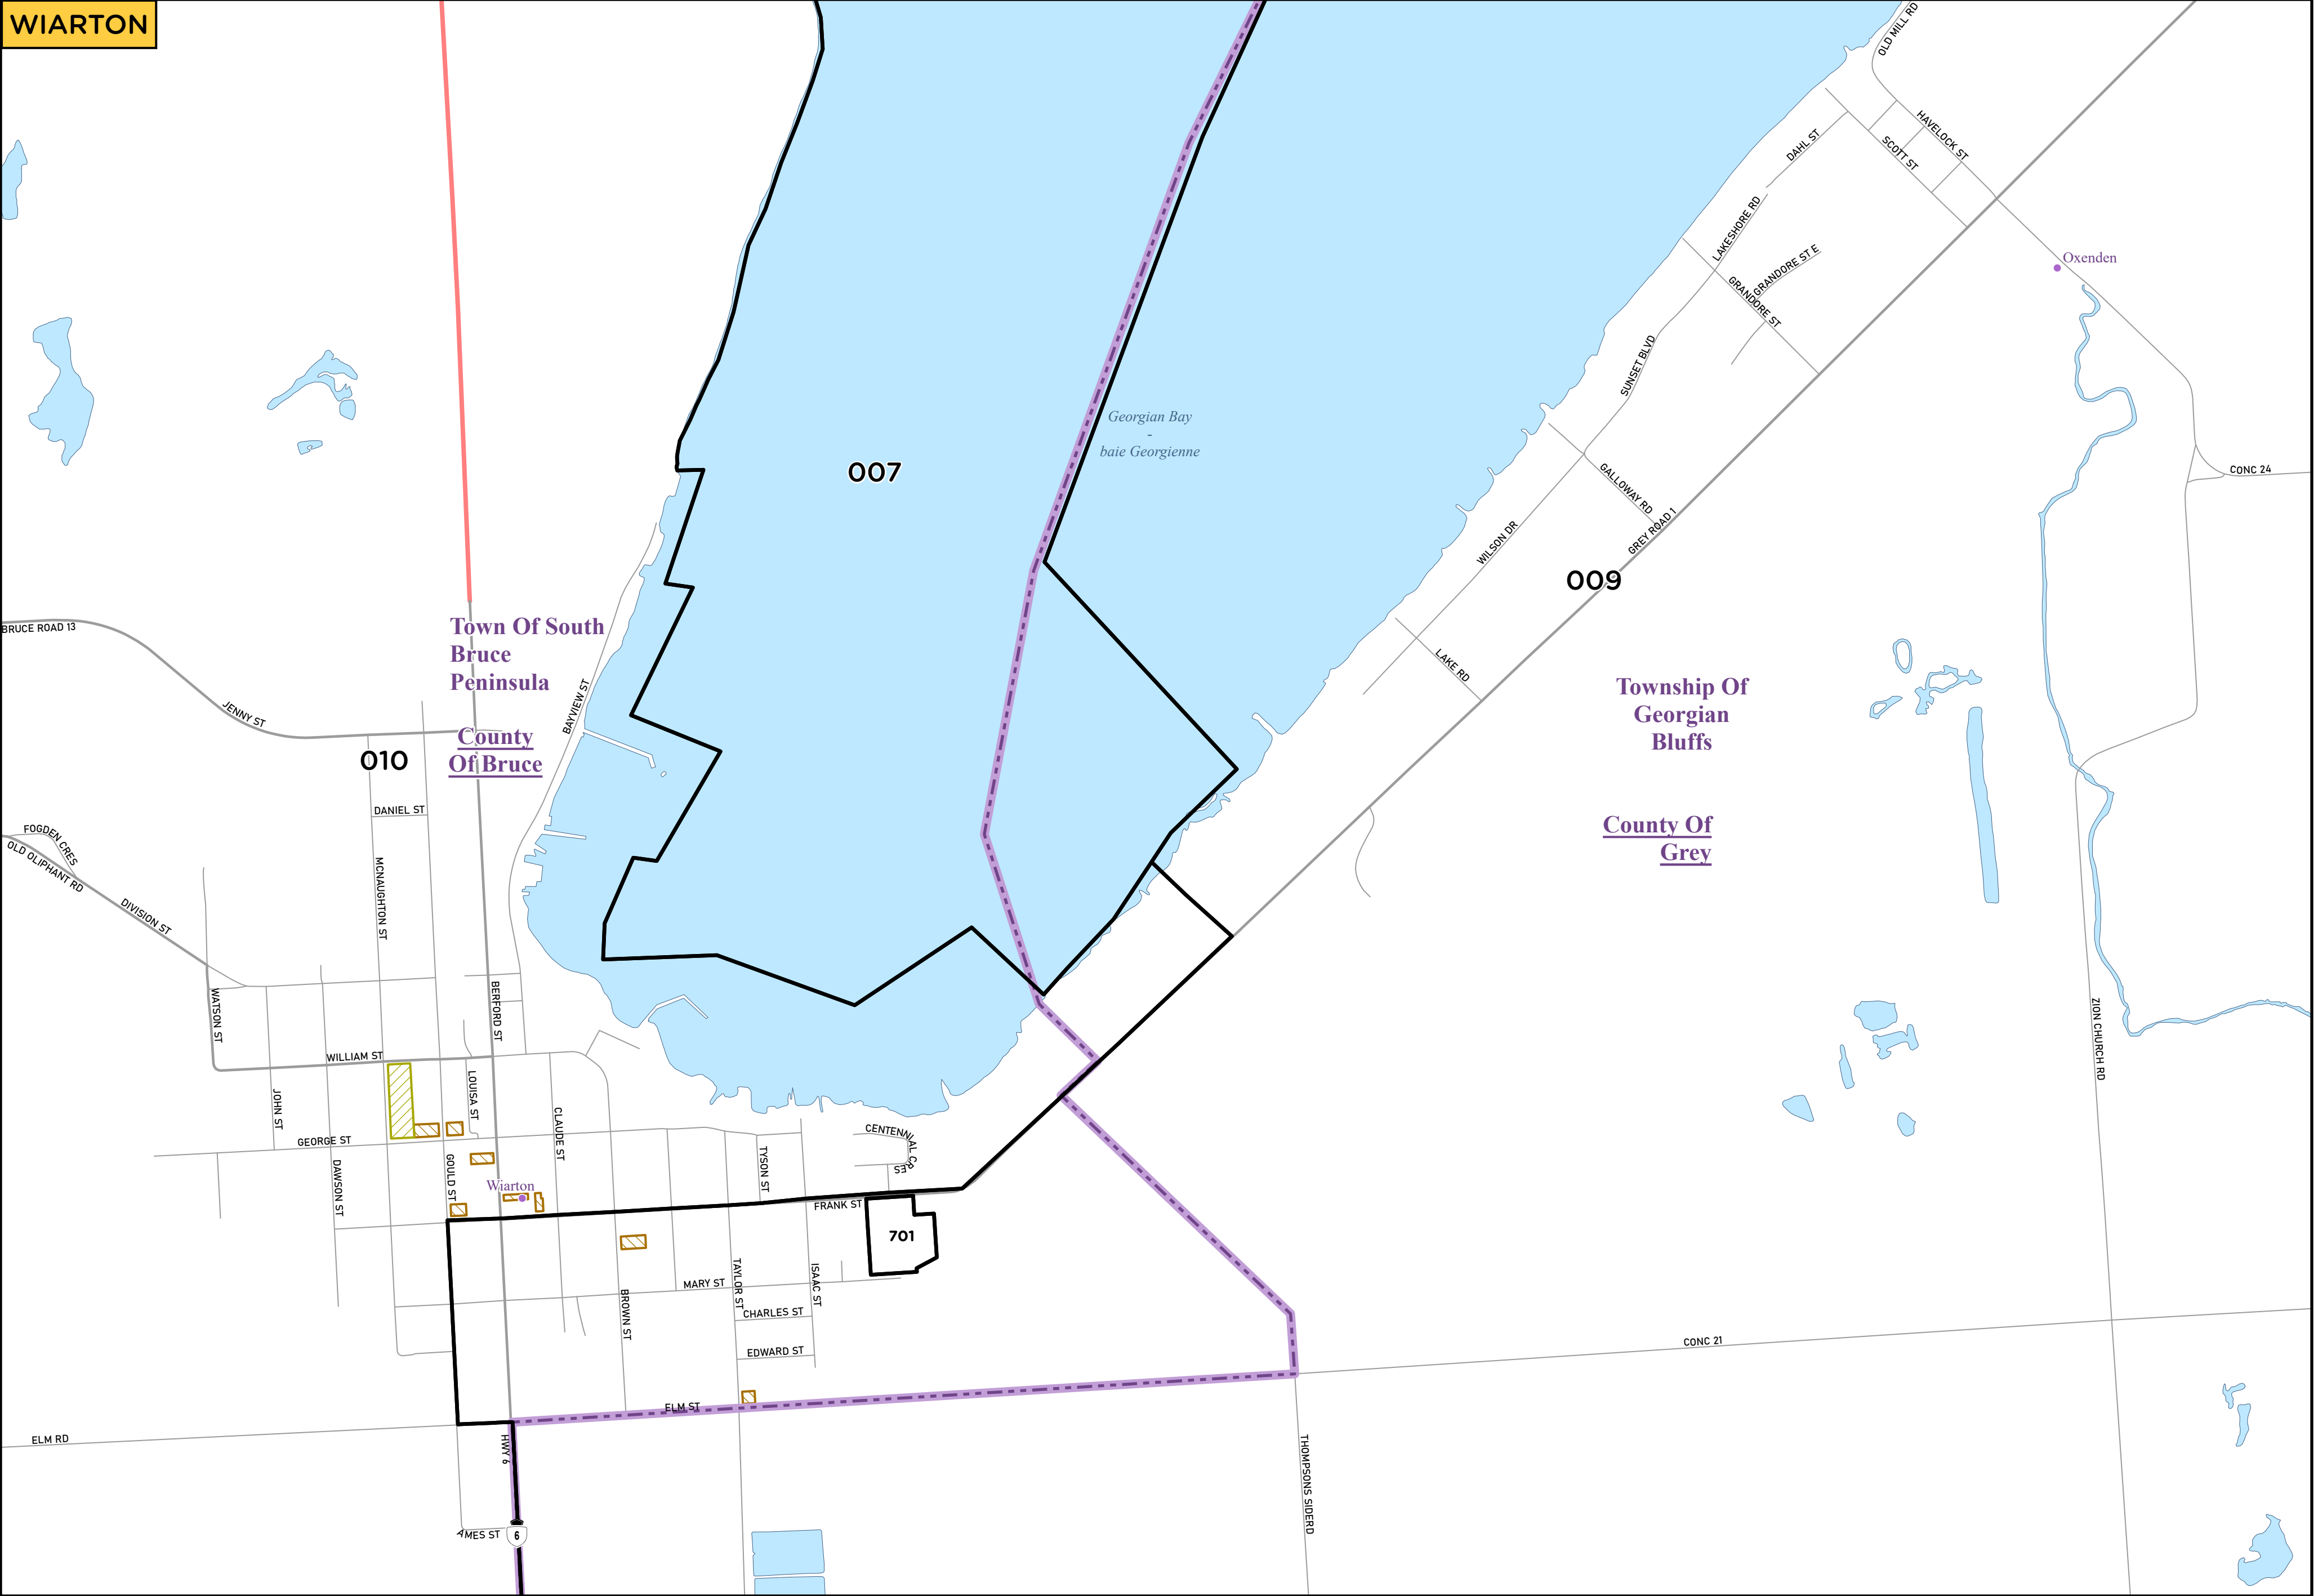 WIARTON
OLD MILL RD
HAVELOCK ST
SCOTT ST
DAHL ST
LAKESHORE RD
GRANDORE ST E
GRANDORE ST
Oxenden
SUNSET BLVD
Georgian Bay
-
baie Georgienne
007
CONC 24
GALLOWAY RD
GREY ROAD 1
WILSON DR
009
BRUCE ROAD 13
Town Of South
Bruce
Peninsula
County
Of Bruce
LAKE RD
Township Of
Georgian
Bluffs
County Of
Grey
JENNY ST
BAYVIEW ST
010
DANIEL ST
FOGDEN CRES
OLD OLIPHANT RD
MCNAUGHTON ST
DIVISION ST
WATSON ST
BERFORD ST
ZION CHURCH RD
WILLIAM ST
JOHN ST
LOUISA ST
CLAUDE ST
GEORGE ST
CENTENNIAL CRES
DAWSON ST
GOULD ST
TYSON ST
Wiarton
FRANK ST
701
TAYLOR ST
ISAAC ST
MARY ST
BROWN ST
CHARLES ST
EDWARD ST
CONC 21
ELM ST
ELM RD
HWY 6
THOMPSONS SIDERD
AMES ST
6